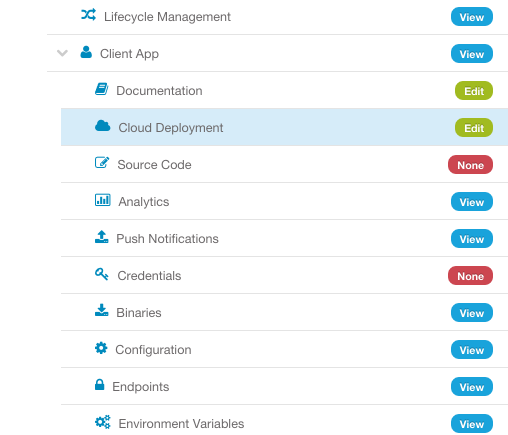 Lifecycle Management View
Client App View
Documentation Edit
Cloud Deployment Edit
Source Code None
Analytics View
Push Notifications View
Credentials None
Binaries View
Configuration View
Endpoints View
Environment Variables View